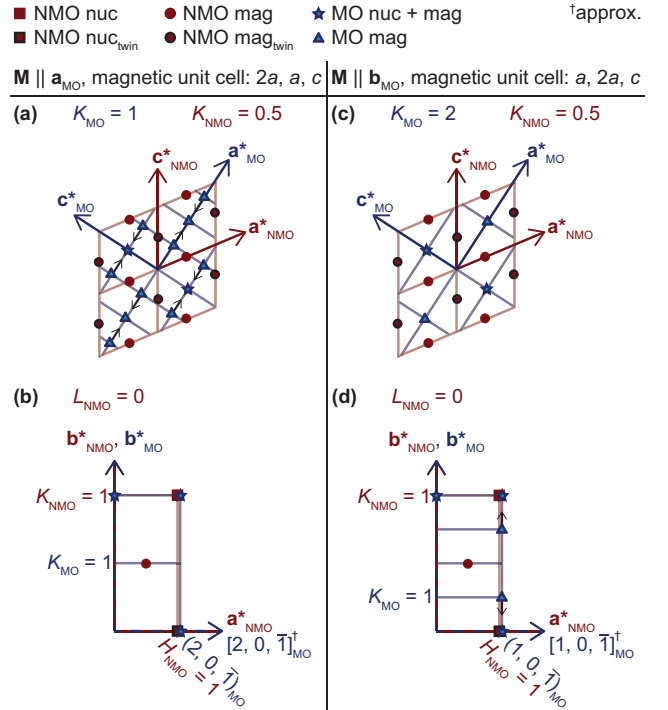 NMO nuc NMO mag MO nuc + mag †approx.
NMO nuc_twin NMO mag_twin MO mag
M || a_MO, magnetic unit cell: 2a, a, c
(a) K_MO = 1 K_NMO = 0.5
c*_NMO
a*_MO
c*_MO
a*_NMO
(b) L_NMO = 0
b*_NMO, b*_MO
K_NMO = 1
K_MO = 1
a*_NMO
[2, 0, 1̅]†_MO
(2, 0, 1̅)_MO
H_NMO = 1
M || b_MO, magnetic unit cell: a, 2a, c
(c) K_MO = 2 K_NMO = 0.5
c*_NMO
a*_MO
c*_MO
a*_NMO
(d) L_NMO = 0
b*_NMO, b*_MO
K_NMO = 1
K_MO = 1
a*_NMO
[1, 0, 1̅]†_MO
(1, 0, 1̅)_MO
H_NMO = 1